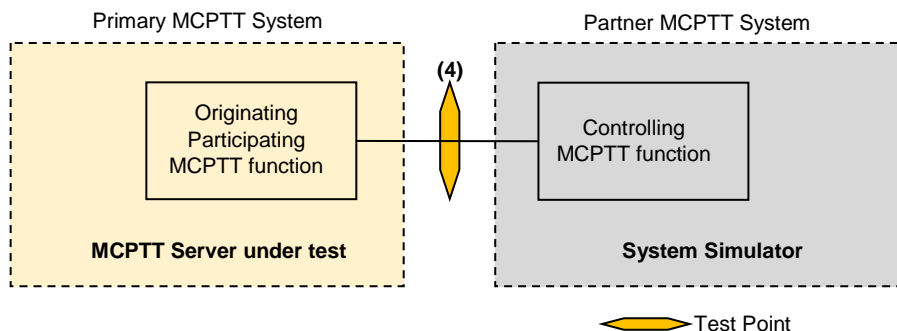 Primary MCPTT System
Partner MCPTT System
(4)
Originating
Participating
MCPTT function
Controlling
MCPTT function
MCPTT Server under test
System Simulator
Test Point